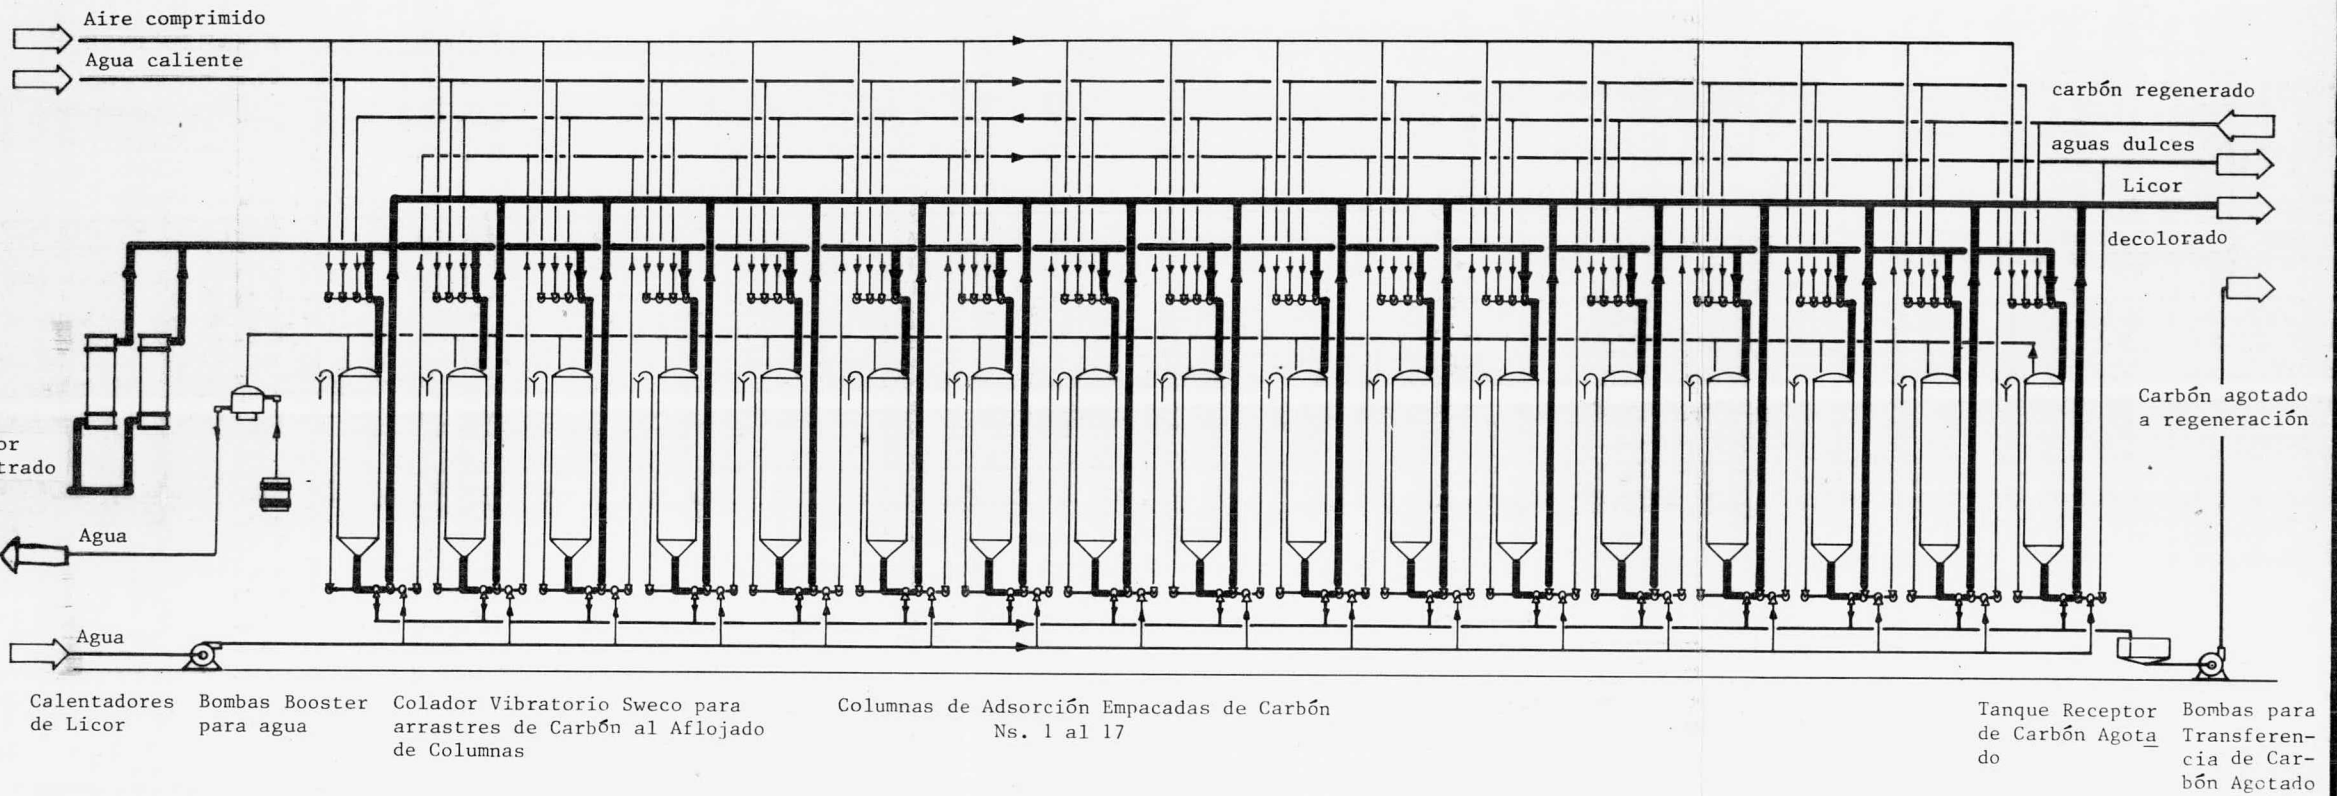 Aire comprimido
Agua caliente
carbón regenerado
aguas dulces
Licor
decolorado
Carbón agotado
a regeneración
or
trado
Agua
Agua
Calentadores
de Licor
Bombas Booster
para agua
Colador Vibratorio Sweco para
arrastres de Carbón al Aflojado
de Columnas
Columnas de Adsorción Empacadas de Carbón
Ns. 1 al 17
Tanque Receptor
de Carbón Agota
do
Bombas para
Transferen-
cia de Car-
bón Agotado